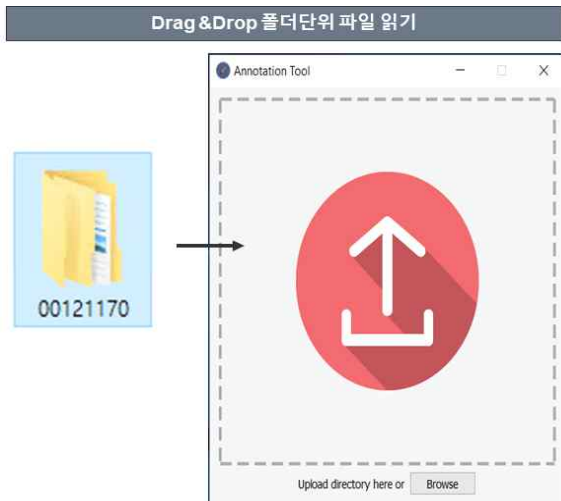 Drag &Drop 폴더단위 파일 읽기
Annotation Tool
00121170
Upload directory here or Browse